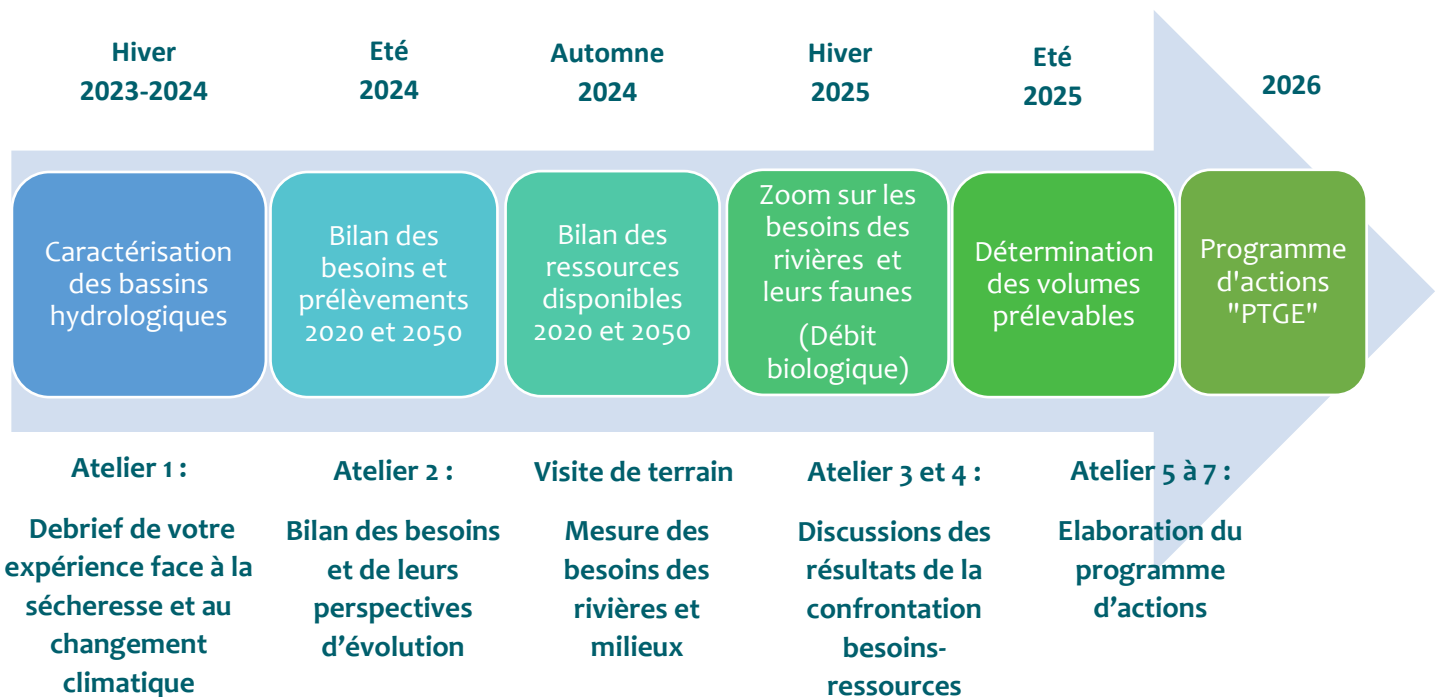 Hiver
2023-2024
Eté
2024
Automne
2024
Hiver
2025
Eté
2025
2026
Caractérisation
des bassins
hydrologiques
Bilan des
besoins et
prélèvements
2020 et 2050
Bilan des
ressources
disponibles
2020 et 2050
Zoom sur les
besoins des
rivières et
leurs faunes
(Débit
biologique)
Détermination
des volumes
prélevables
Programme
d'actions
"PTGE"
Atelier 1 :
Debrief de votre
expérience face à la
sécheresse et au
changement
climatique
Atelier 2 :
Bilan des besoins
et de leurs
perspectives
d’évolution
Visite de terrain
Mesure des
besoins des
rivières et
milieux
Atelier 3 et 4 :
Discussions des
résultats de la
confrontation
besoins-
ressources
Atelier 5 à 7 :
Elaboration du
programme
d’actions